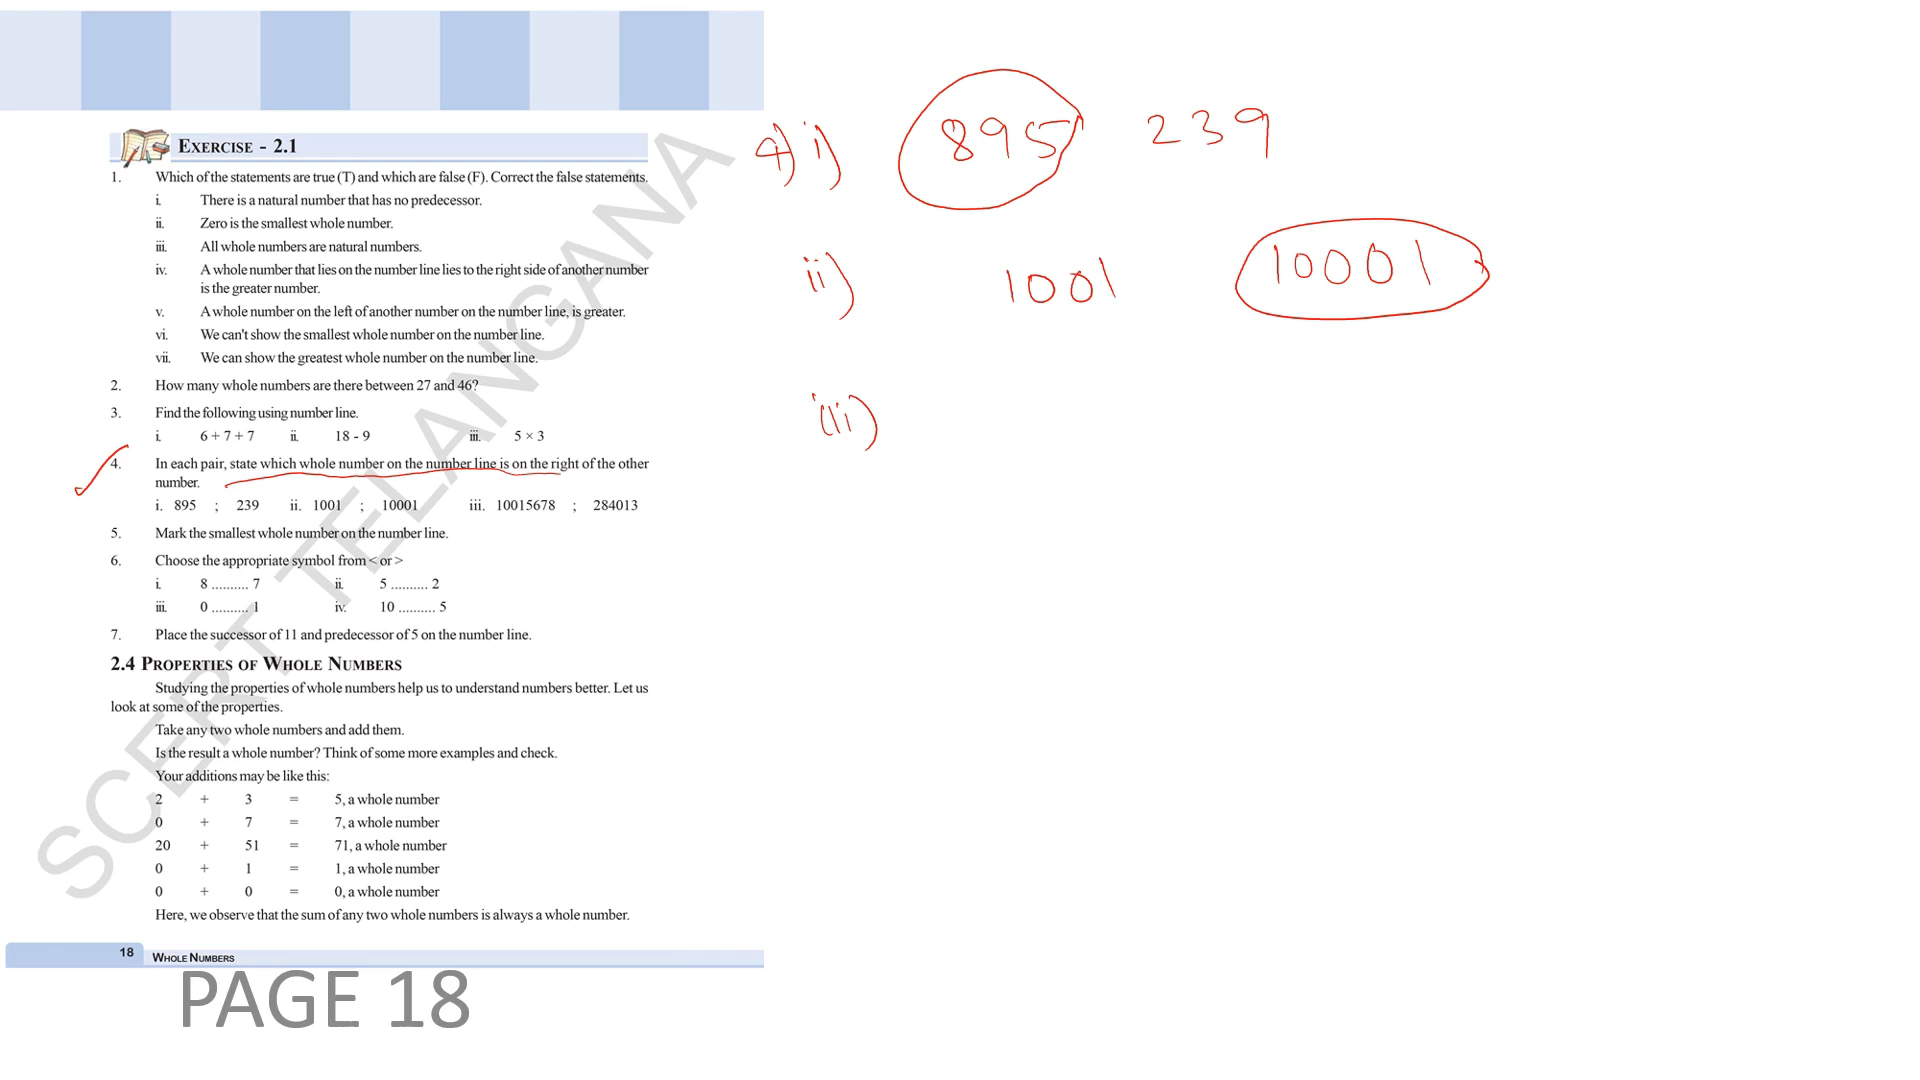 EXERCISE - 2.1
1. Which of the statements are true (T) and which are false (F). Correct the false statements.
i. There is a natural number that has no predecessor.
ii. Zero is the smallest whole number.
iii. All whole numbers are natural numbers.
iv. A whole number that lies on the number line lies to the right side of another number
is the greater number.
v. A whole number on the left of another number on the number line, is greater.
vi. We can't show the smallest whole number on the number line.
vii. We can show the greatest whole number on the number line.
2. How many whole numbers are there between 27 and 46?
3. Find the following using number line.
i. 6 + 7 + 7 ii. 18 - 9 iii. 5 × 3
4. In each pair, state which whole number on the number line is on the right of the other
number.
i. 895 ; 239 ii. 1001 ; 10001 iii. 10015678 ; 284013
5. Mark the smallest whole number on the number line.
6. Choose the appropriate symbol from < or >
i. 8 .......... 7 ii. 5 .......... 2
iii. 0 .......... 1 iv. 10 .......... 5
7. Place the successor of 11 and predecessor of 5 on the number line.
2.4 PROPERTIES OF WHOLE NUMBERS
Studying the properties of whole numbers help us to understand numbers better. Let us
look at some of the properties.
Take any two whole numbers and add them.
Is the result a whole number? Think of some more examples and check.
Your additions may be like this:
2 + 3 = 5, a whole number
0 + 7 = 7, a whole number
20 + 51 = 71, a whole number
0 + 1 = 1, a whole number
0 + 0 = 0, a whole number
Here, we observe that the sum of any two whole numbers is always a whole number.
18 WHOLE NUMBERS
PAGE 18
SCERT TELANGANA
4) i) 895 239
ii) 1001 10001
iii)